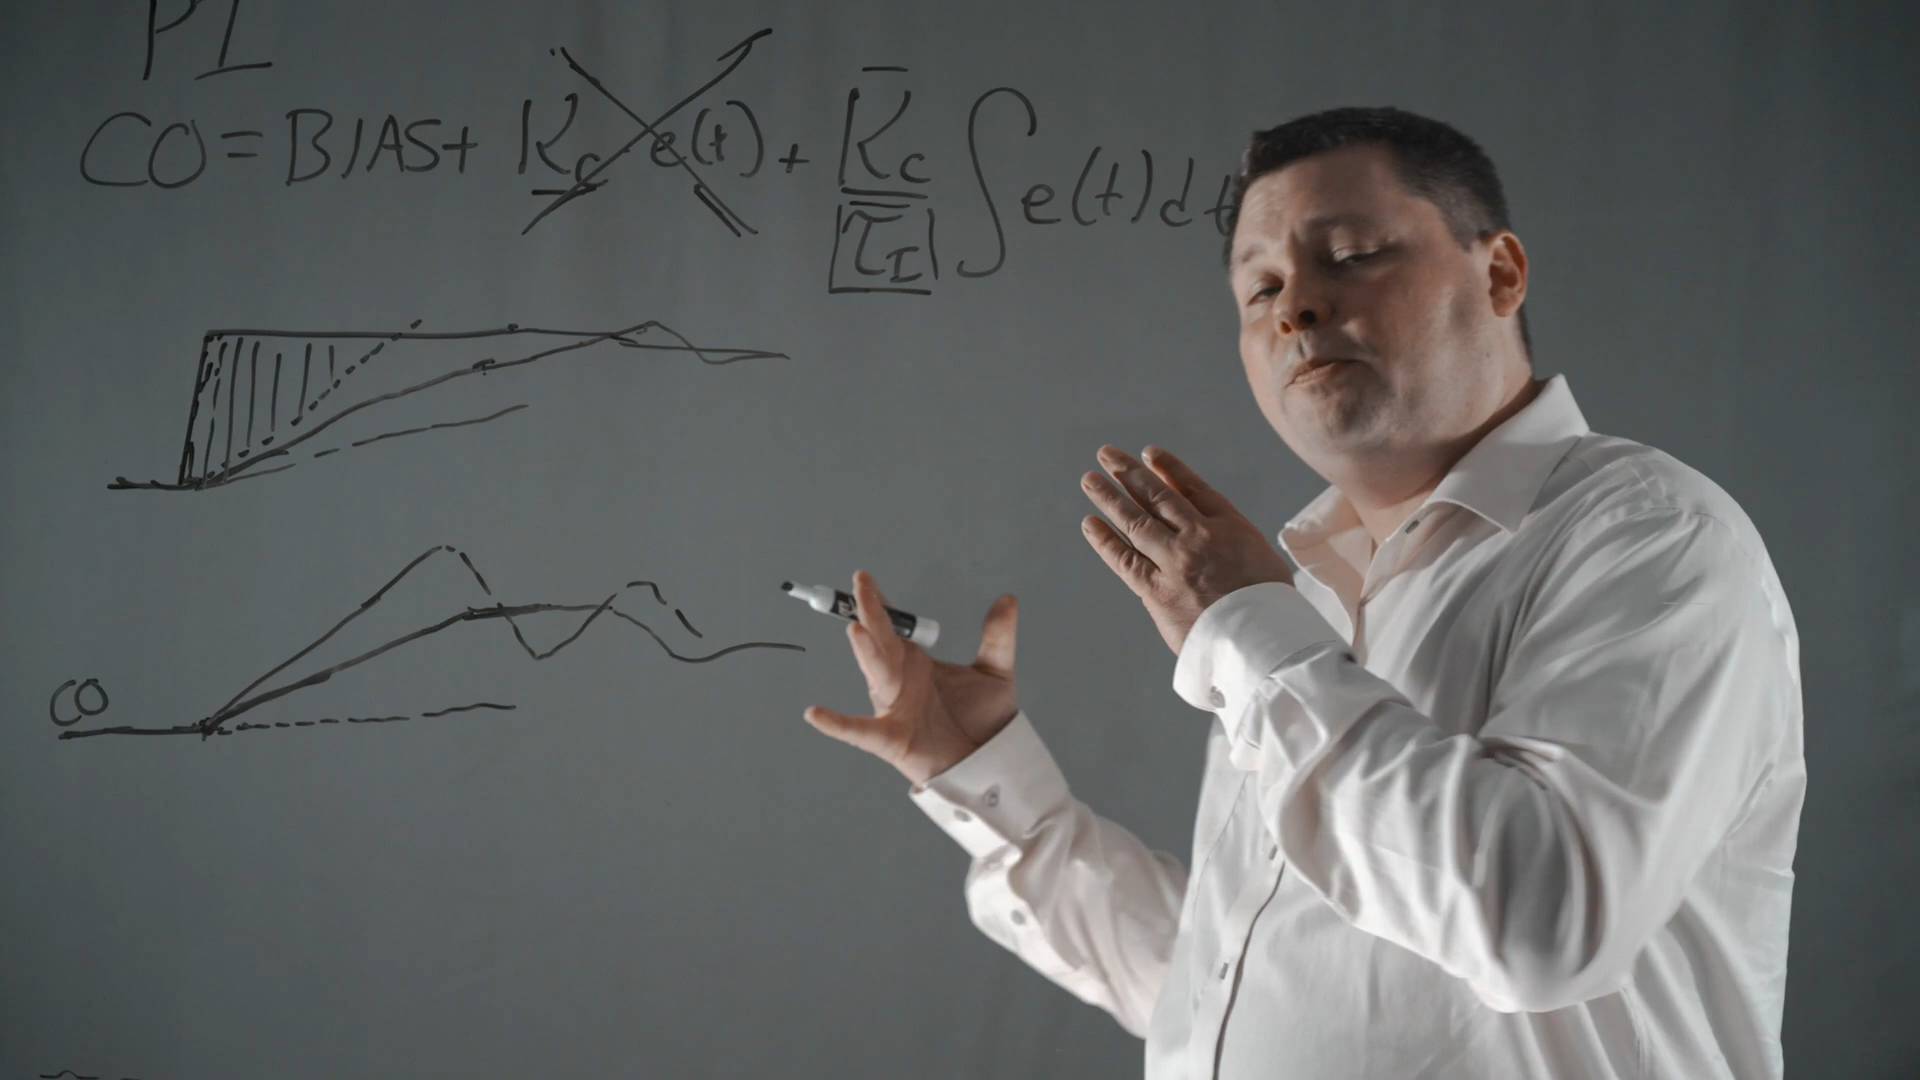 PI
CO = BIAS + Kc e(t) + Kc/τI ∫ e(t)dt
CO